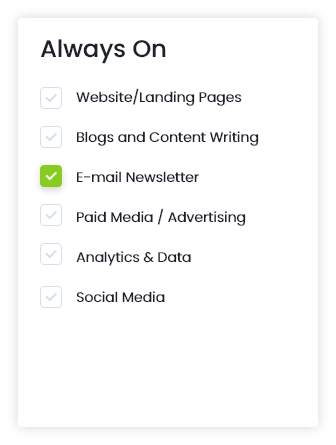 Always On
Website/Landing Pages
Blogs and Content Writing
E-mail Newsletter
Paid Media / Advertising
Analytics & Data
Social Media